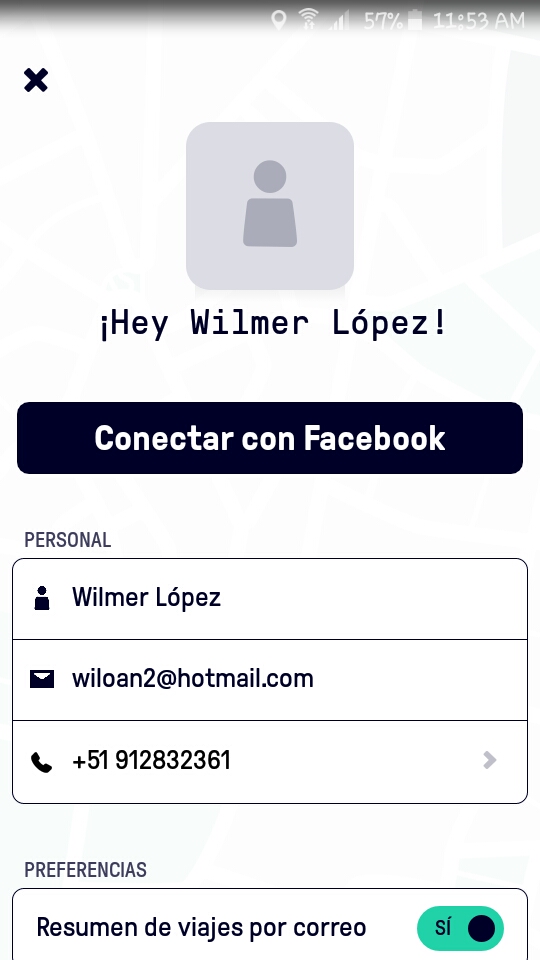 57% 11:53 AM
¡Hey Wilmer López!
Conectar con Facebook
PERSONAL
Wilmer López
wiloan2@hotmail.com
+51 912832361
PREFERENCIAS
Resumen de viajes por correo SÍ